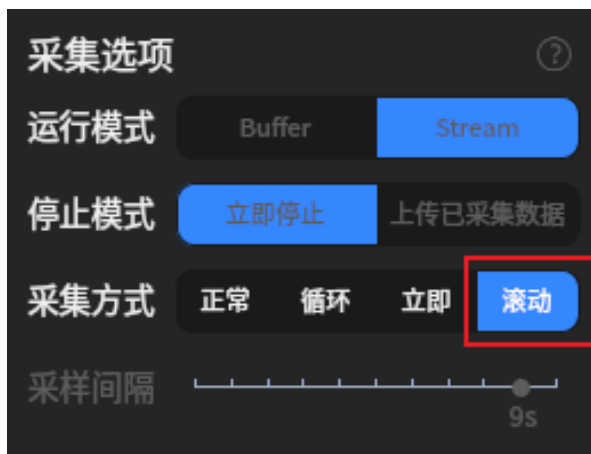 采集选项 ?
运行模式 Buffer Stream
停止模式 立即停止 上传已采集数据
采集方式 正常 循环 立即 滚动
采样间隔
9s